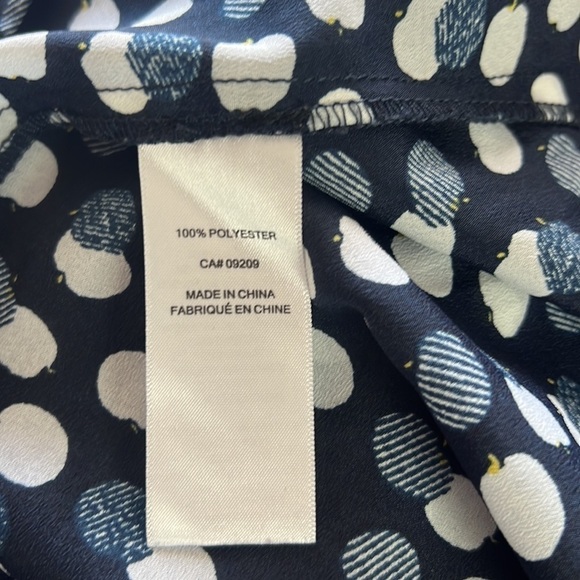 100% POLYESTER
CA# 09209
MADE IN CHINA
FABRIQUÉ EN CHINE